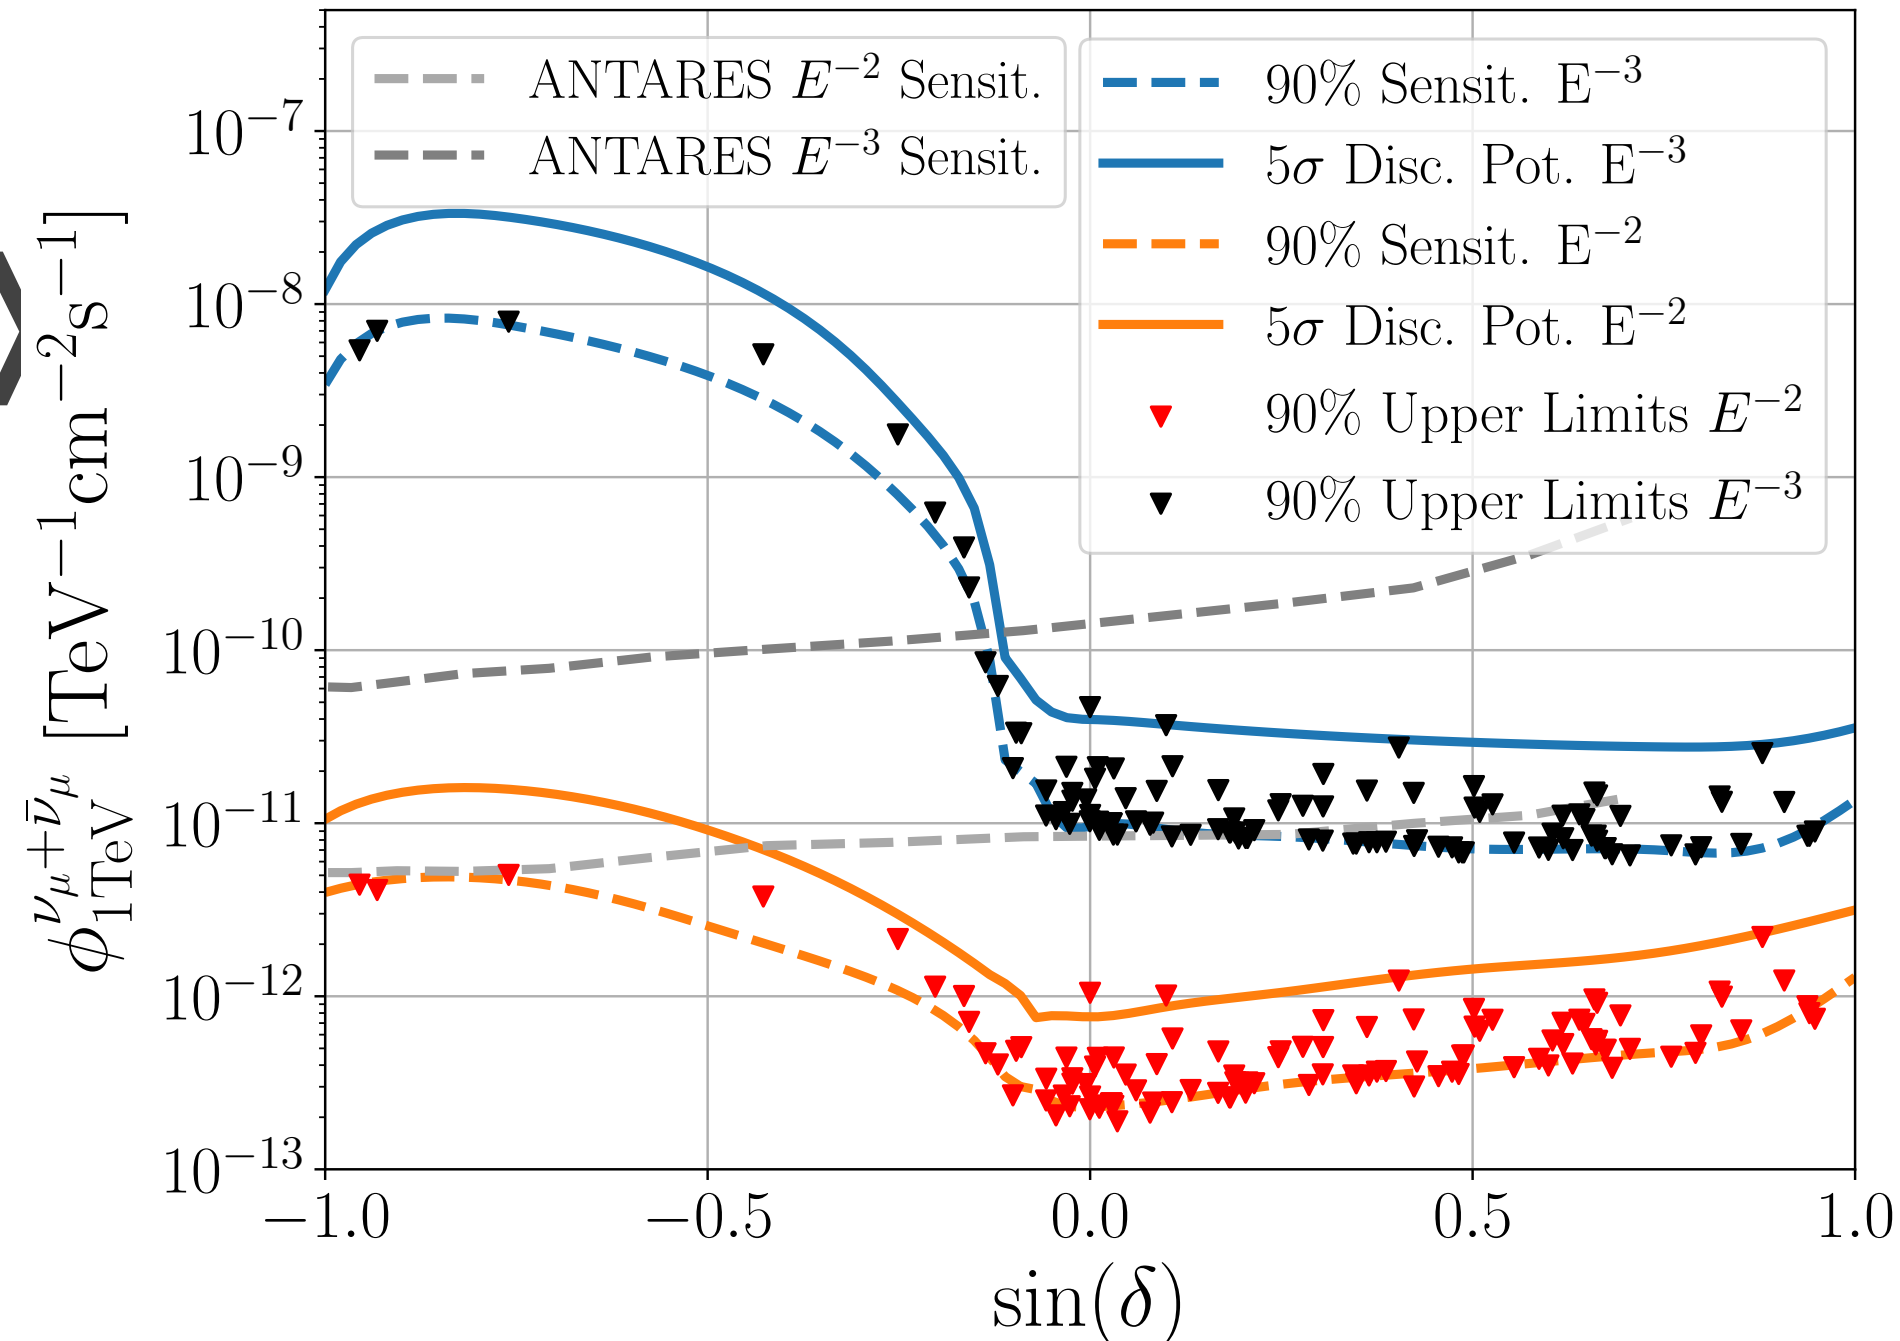 ANTARES E⁻² Sensit.
ANTARES E⁻³ Sensit.
90% Sensit. E⁻³
5σ Disc. Pot. E⁻³
90% Sensit. E⁻²
5σ Disc. Pot. E⁻²
90% Upper Limits E⁻²
90% Upper Limits E⁻³
ϕ_{1TeV}^{ν_μ+ν̄_μ} [TeV⁻¹cm⁻²s⁻¹]
10⁻⁷
10⁻⁸
10⁻⁹
10⁻¹⁰
10⁻¹¹
10⁻¹²
10⁻¹³
−1.0 −0.5 0.0 0.5 1.0
sin(δ)